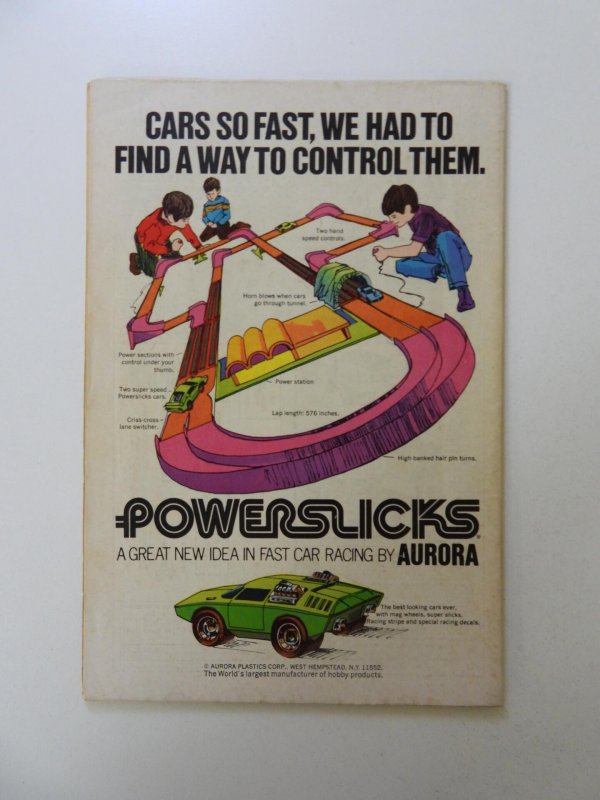 CARS SO FAST, WE HAD TO
FIND A WAY TO CONTROL THEM.
Two hand
speed controls.
Horn blows when cars
go through tunnel.
Power sections with
control under your
thumb.
Power station
Two super speed
Powerslicks cars.
Lap length: 576 inches.
Criss-cross
lane switcher.
High-banked hair pin turns.
POWERSLICKS®
A GREAT NEW IDEA IN FAST CAR RACING BY AURORA
The best looking cars ever,
with mag wheels, super slicks.
Racing stripe and special racing decals.
© AURORA PLASTICS CORP., WEST HEMPSTEAD, N.Y. 11552.
The World's largest manufacturer of hobby products.